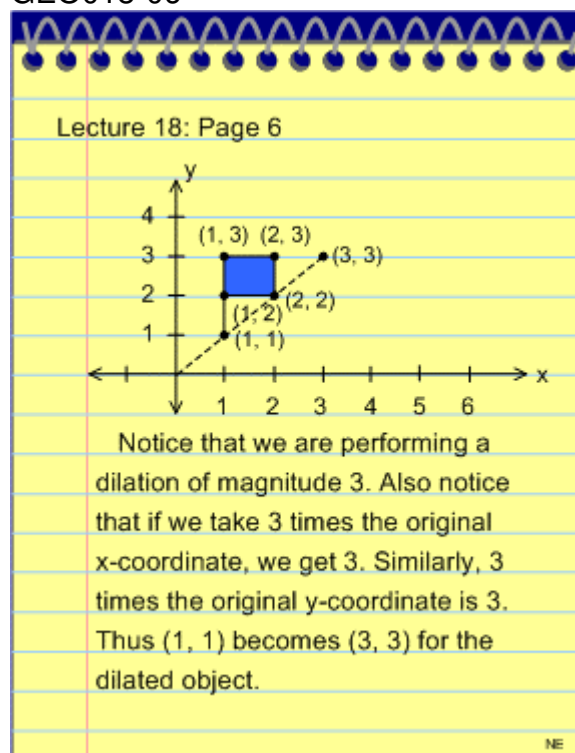 GEO018-06
Lecture 18: Page 6
y
4
(1, 3) (2, 3)
3
(3, 3)
2
(2, 2)
(1, 2)
1
(1, 1)
x
1 2 3 4 5 6
Notice that we are performing a
dilation of magnitude 3. Also notice
that if we take 3 times the original
x-coordinate, we get 3. Similarly, 3
times the original y-coordinate is 3.
Thus (1, 1) becomes (3, 3) for the
dilated object.
NE